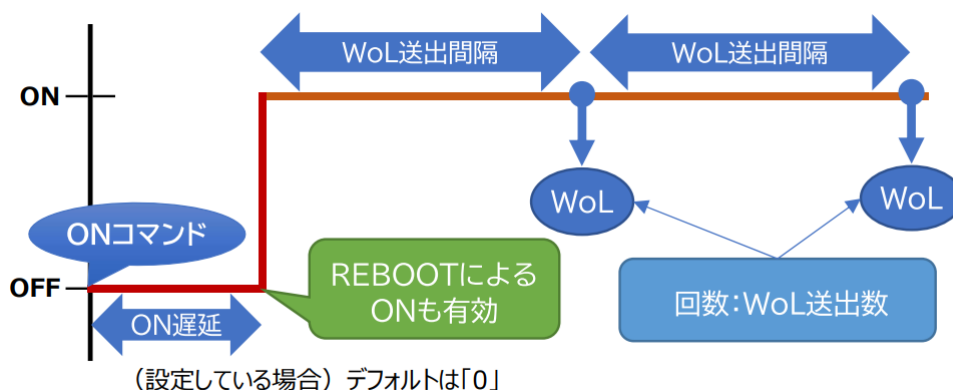 WoL送出間隔
WoL送出間隔
ON
WoL
WoL
ONコマンド
REBOOTによる
ONも有効
回数:WoL送出数
OFF
ON遅延
(設定している場合) デフォルトは「0」